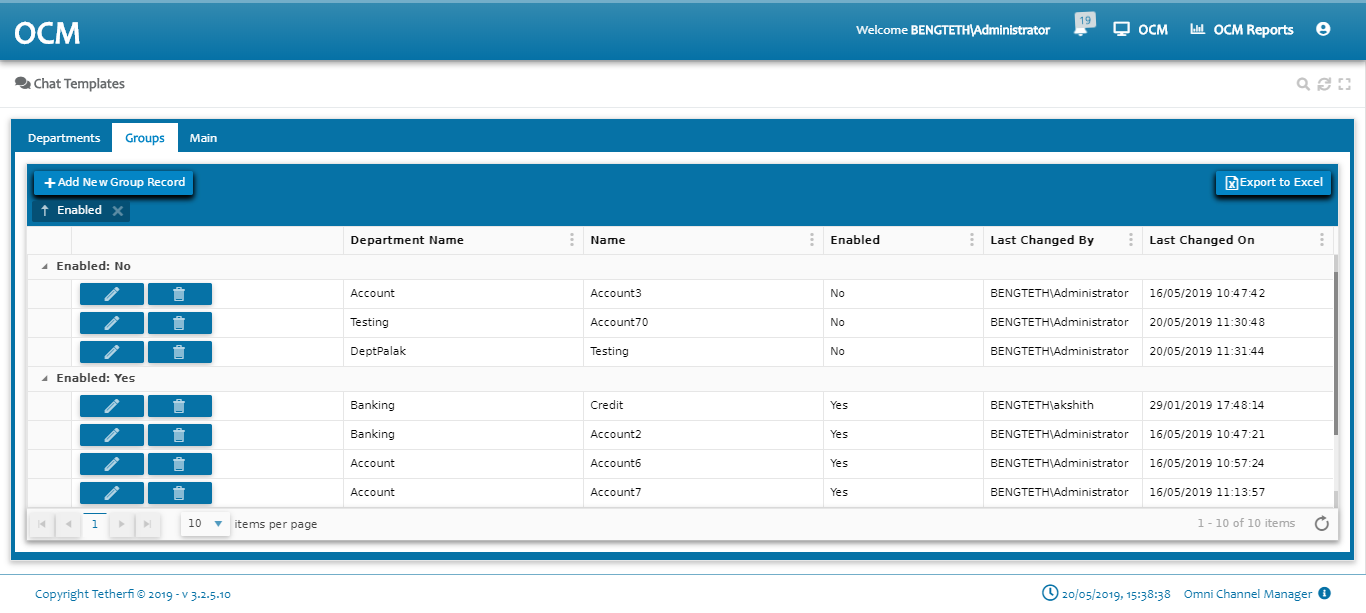 OCM
Welcome BENGTETH\Administrator 19 OCM OCM Reports
Chat Templates
Departments Groups Main
Add New Group Record Export to Excel
Enabled
Department Name Name Enabled Last Changed By Last Changed On
Enabled: No
Account Account3 No BENGTETH\Administrator 16/05/2019 10:47:42
Testing Account70 No BENGTETH\Administrator 20/05/2019 11:30:48
DeptPalak Testing No BENGTETH\Administrator 20/05/2019 11:31:44
Enabled: Yes
Banking Credit Yes BENGTETH\akshith 29/01/2019 17:48:14
Banking Account2 Yes BENGTETH\Administrator 16/05/2019 10:47:21
Account Account6 Yes BENGTETH\Administrator 16/05/2019 10:57:24
Account Account7 Yes BENGTETH\Administrator 16/05/2019 11:13:57
1 10 items per page 1 - 10 of 10 items
Copyright Tetherfi © 2019 - v 3.2.5.10 20/05/2019, 15:38:38 Omni Channel Manager